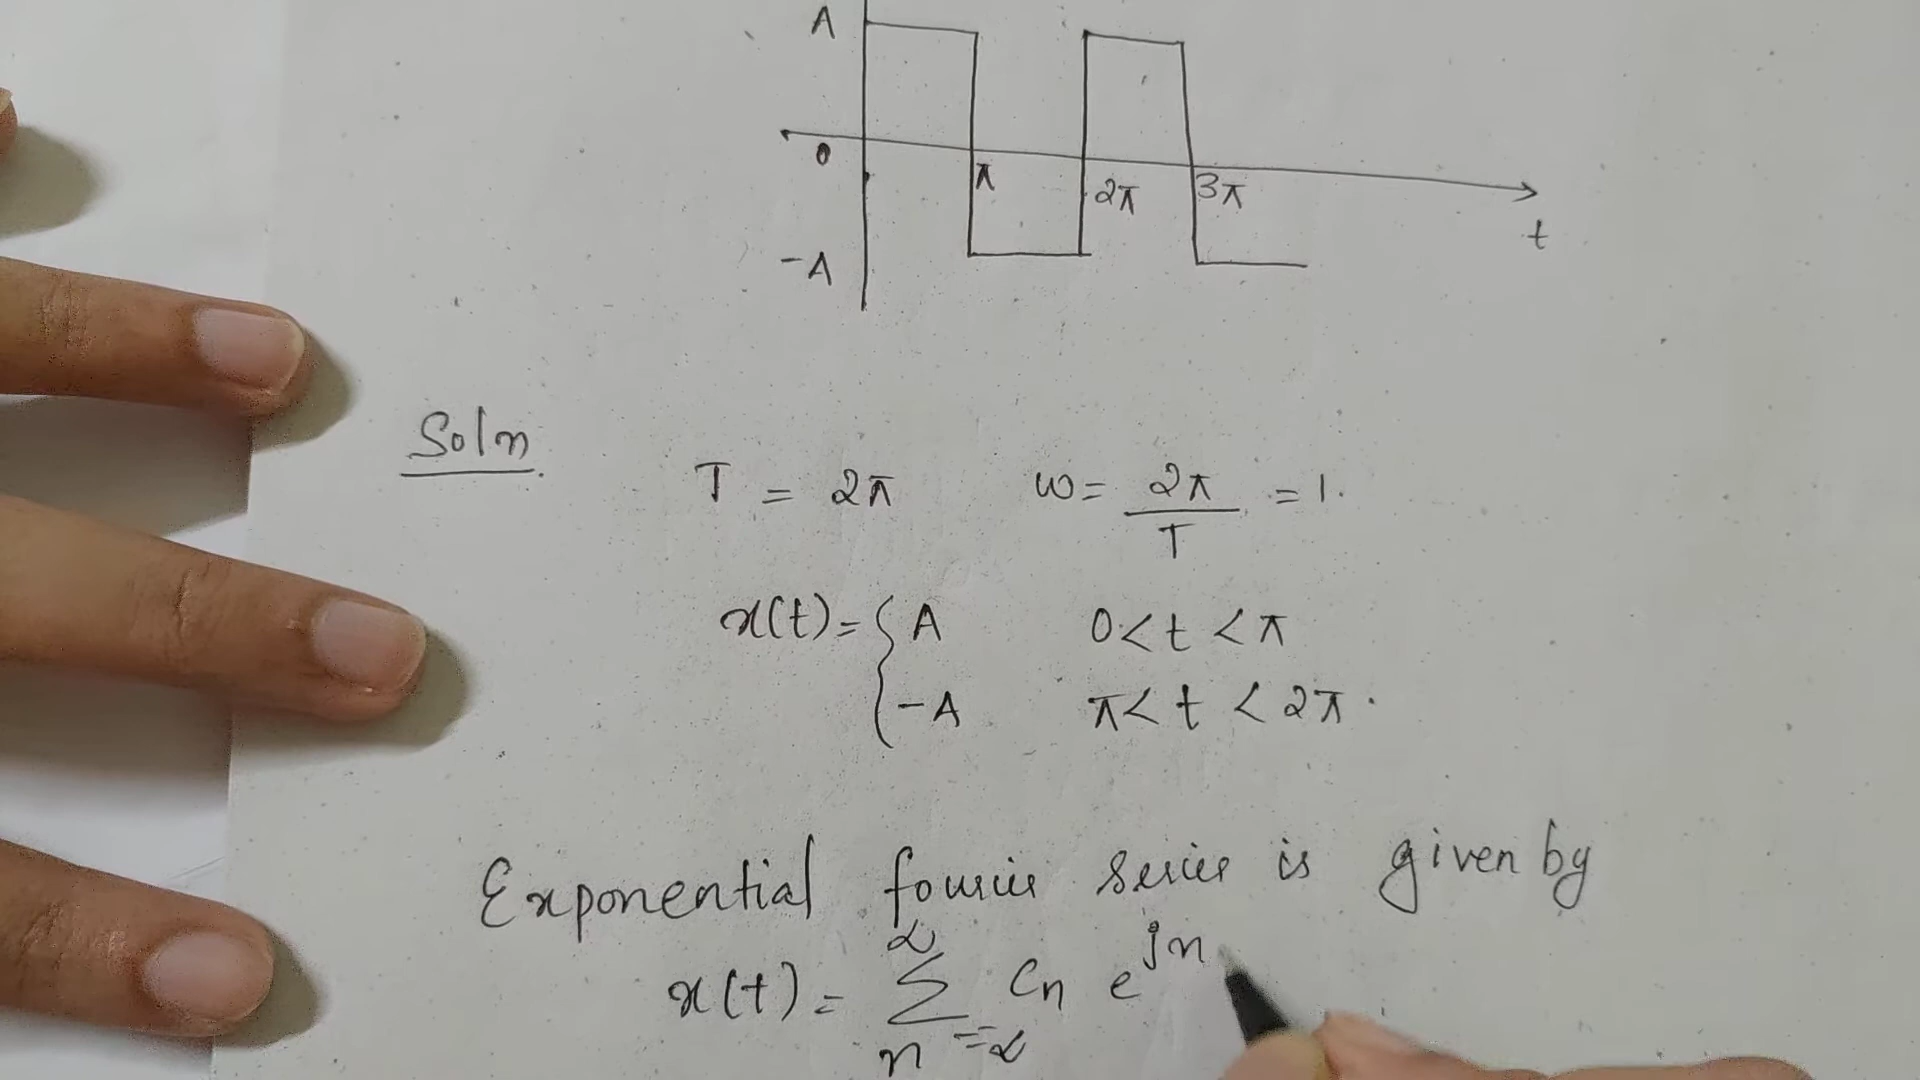 A
0 π 2π 3π
t
-A
Soln.
T = 2π ω = 2π/T = 1.
x(t) = { A 0 < t < π
-A π < t < 2π.
Exponential fourier series is given by
x(t) = ∑_{n=-∞}^{∞} Cn e^{jn